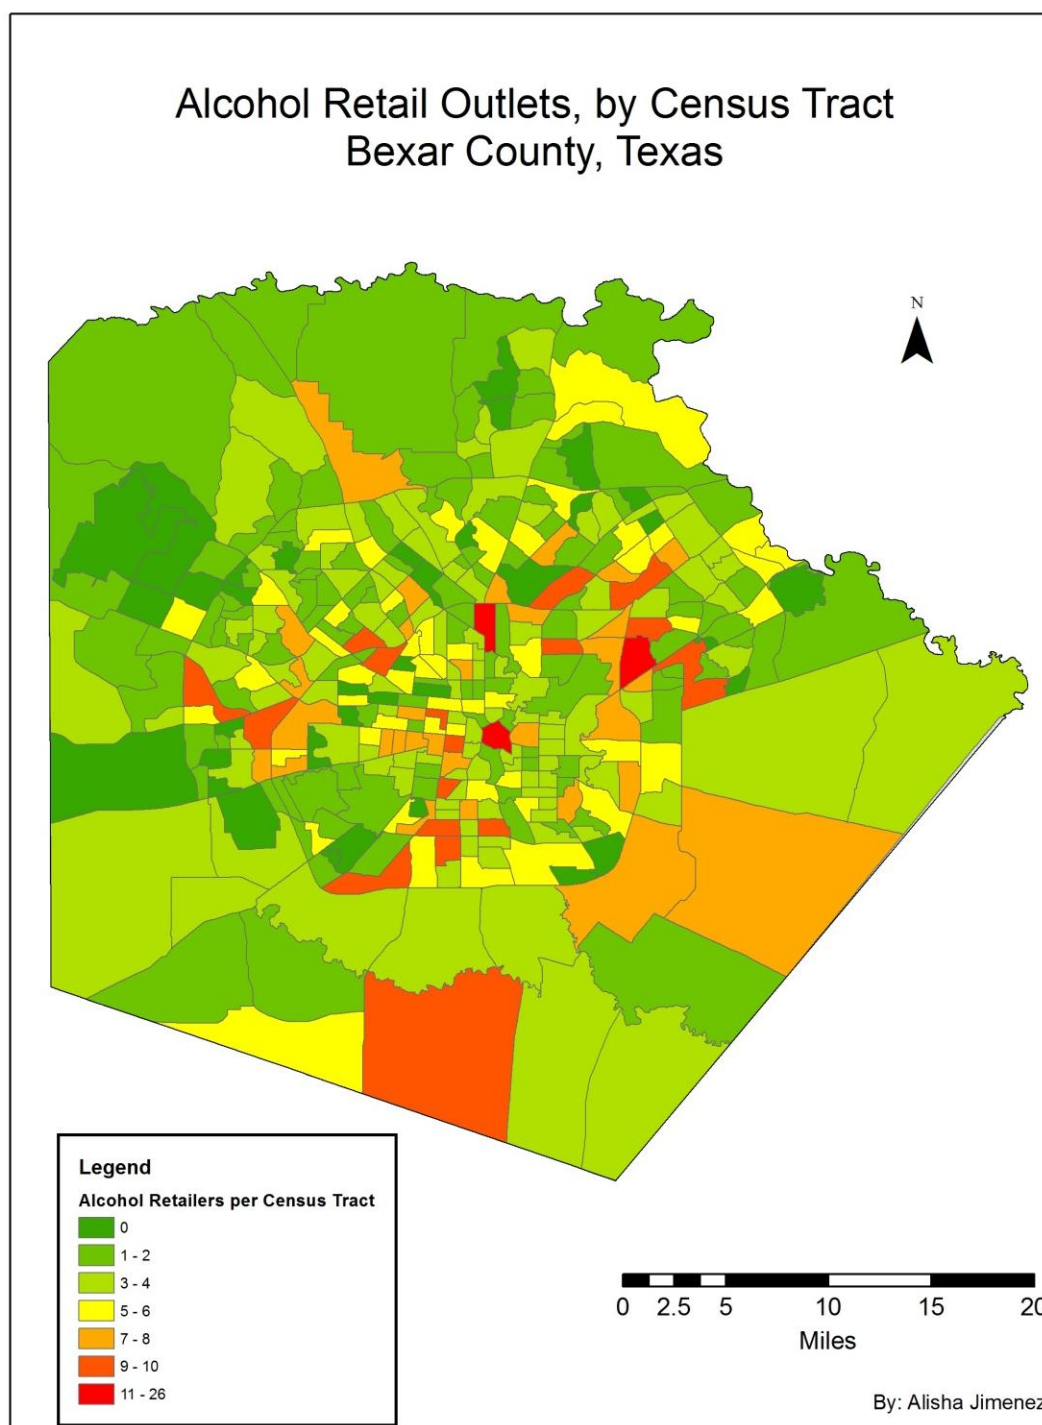 Alcohol Retail Outlets, by Census Tract
Bexar County, Texas
N
Legend
Alcohol Retailers per Census Tract
0
1 - 2
3 - 4
5 - 6
7 - 8
9 - 10
11 - 26
0 2.5 5 10 15 20
Miles
By: Alisha Jimenez